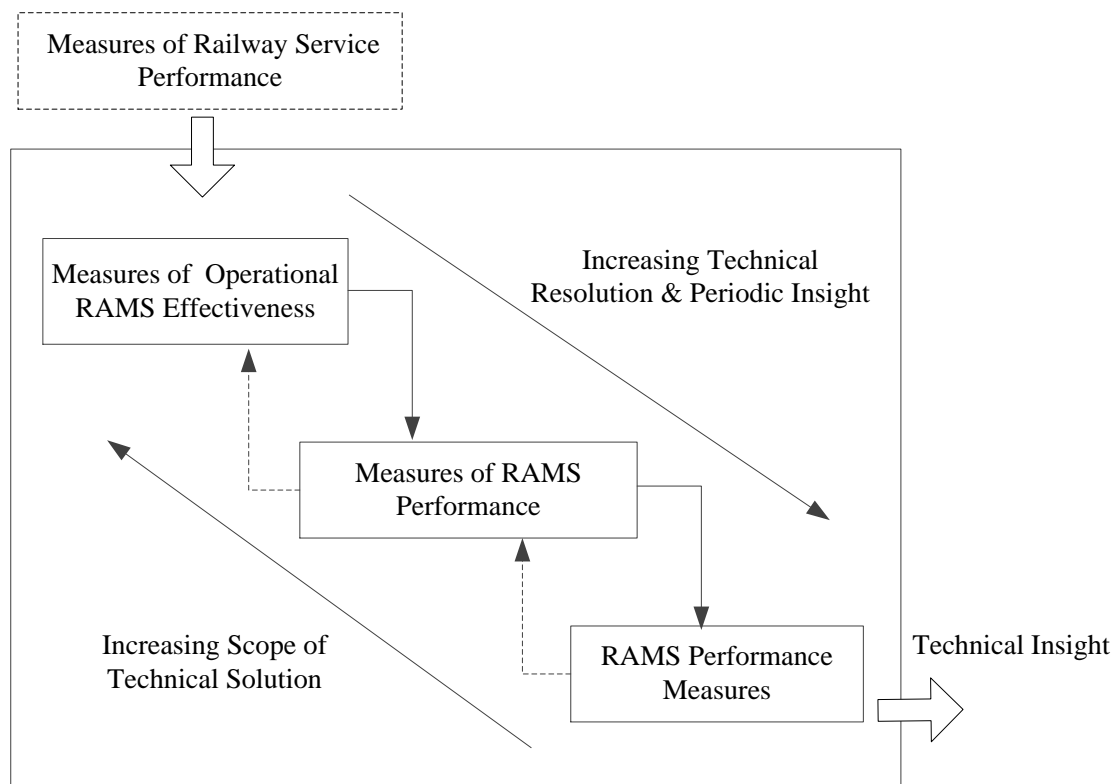 Measures of Railway Service
Performance
Measures of Operational
RAMS Effectiveness
Increasing Technical
Resolution & Periodic Insight
Measures of RAMS
Performance
Increasing Scope of
Technical Solution
RAMS Performance
Measures
Technical Insight